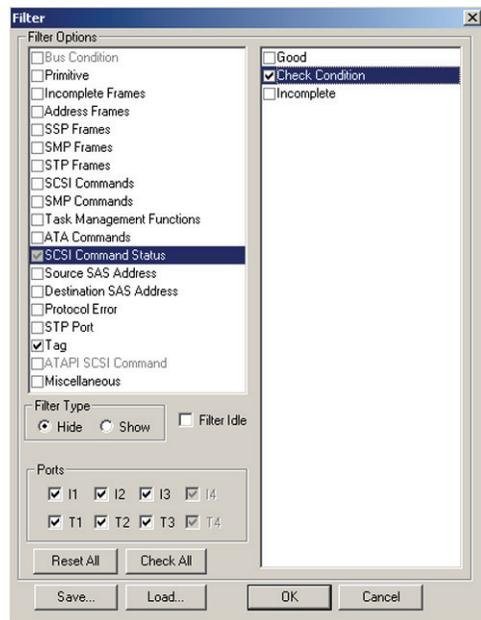 Filter
Filter Options
Bus Condition
Primitive
Incomplete Frames
Address Frames
SSP Frames
SMP Frames
STP Frames
SCSI Commands
SMP Commands
Task Management Functions
ATA Commands
SCSI Command Status
Source SAS Address
Destination SAS Address
Protocol Error
STP Port
Tag
ATAPI SCSI Command
Miscellaneous
Good
Check Condition
Incomplete
Filter Type
Hide Show
Filter Idle
Ports
I1 I2 I3 I4
T1 T2 T3 T4
Reset All Check All
Save... Load... OK Cancel